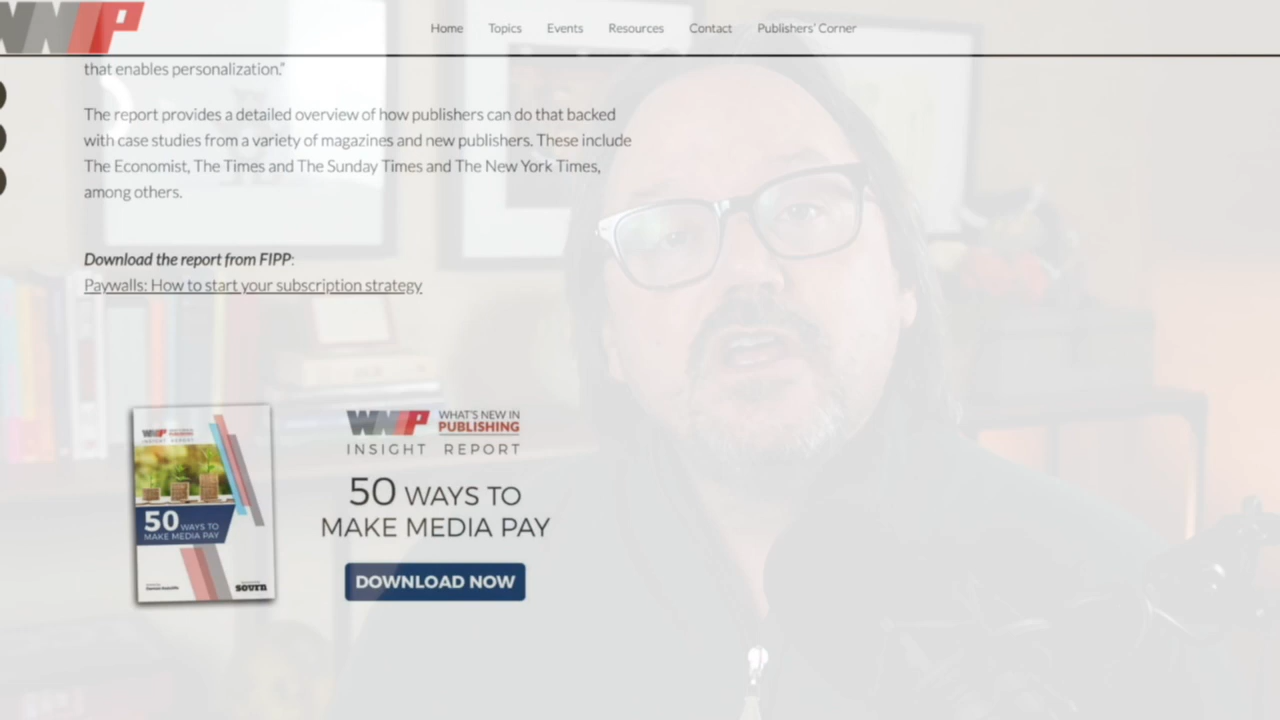 WNIP
Home Topics Events Resources Contact Publishers' Corner
that enables personalization."
The report provides a detailed overview of how publishers can do that backed
with case studies from a variety of magazines and new publishers. These include
The Economist, The Times and The Sunday Times and The New York Times,
among others.
Download the report from FIPP:
Paywalls: How to start your subscription strategy
WNIP WHAT'S NEW IN
PUBLISHING
INSIGHT REPORT
50 WAYS TO
MAKE MEDIA PAY
DOWNLOAD NOW
WNIP
50 WAYS TO
MAKE MEDIA PAY
sovrn